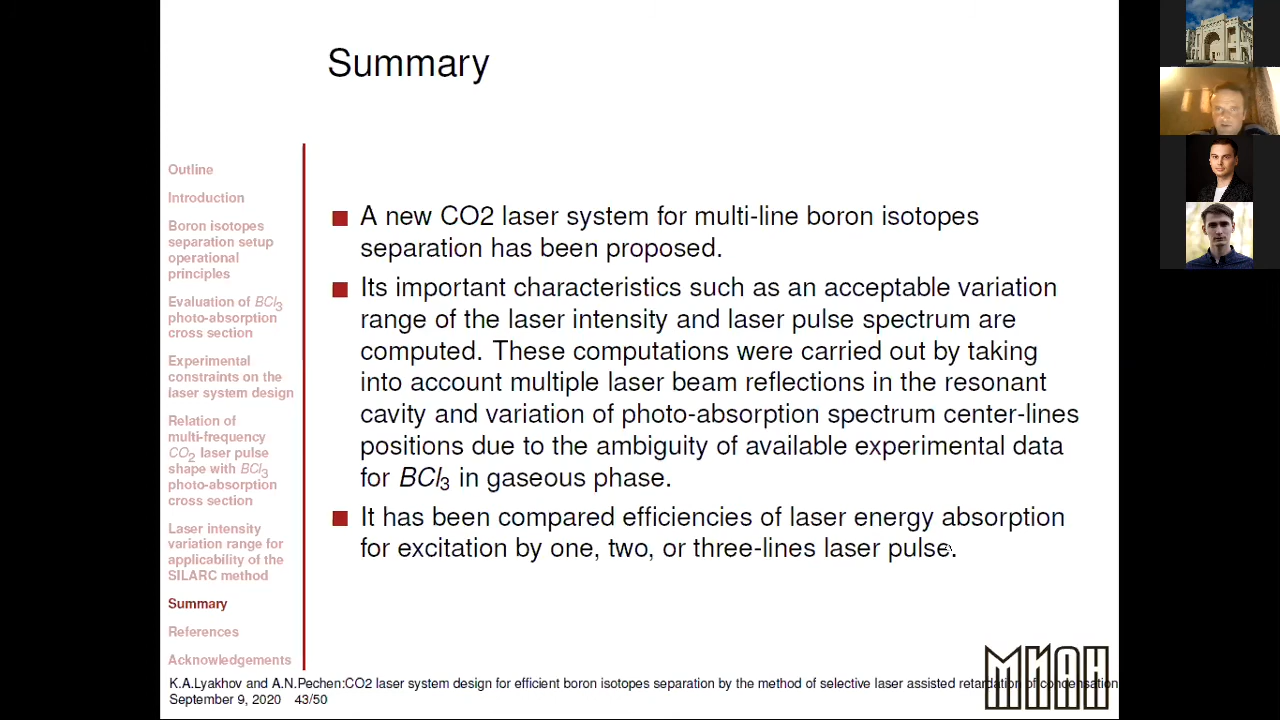 Summary
Outline
Introduction
Boron isotopes
separation setup
operational
principles
Evaluation of BCl3
photo-absorption
cross section
Experimental
constraints on the
laser system design
Relation of
multi-frequency
CO2 laser pulse
shape with BCl3
photo-absorption
cross section
Laser intensity
variation range for
applicability of the
SILARC method
Summary
References
Acknowledgements
A new CO2 laser system for multi-line boron isotopes
separation has been proposed.
Its important characteristics such as an acceptable variation
range of the laser intensity and laser pulse spectrum are
computed. These computations were carried out by taking
into account multiple laser beam reflections in the resonant
cavity and variation of photo-absorption spectrum center-lines
positions due to the ambiguity of available experimental data
for BCl3 in gaseous phase.
It has been compared efficiencies of laser energy absorption
for excitation by one, two, or three-lines laser pulse.
МИАН
K.A.Lyakhov and A.N.Pechen:CO2 laser system design for efficient boron isotopes separation by the method of selective laser assisted retardation of condensation
September 9, 2020 43/50